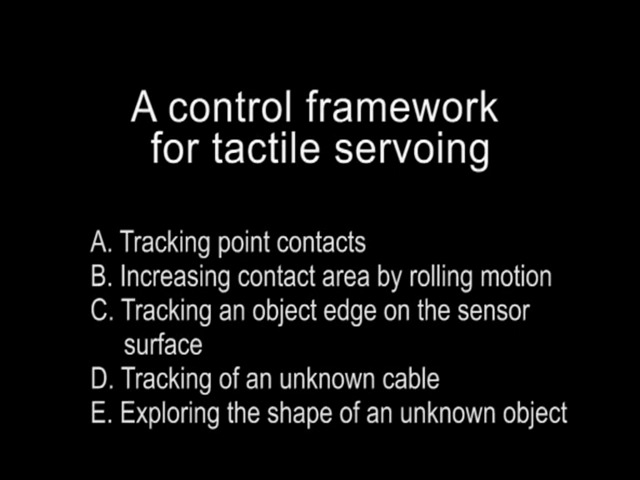 A control framework
for tactile servoing
A. Tracking point contacts
B. Increasing contact area by rolling motion
C. Tracking an object edge on the sensor
surface
D. Tracking of an unknown cable
E. Exploring the shape of an unknown object